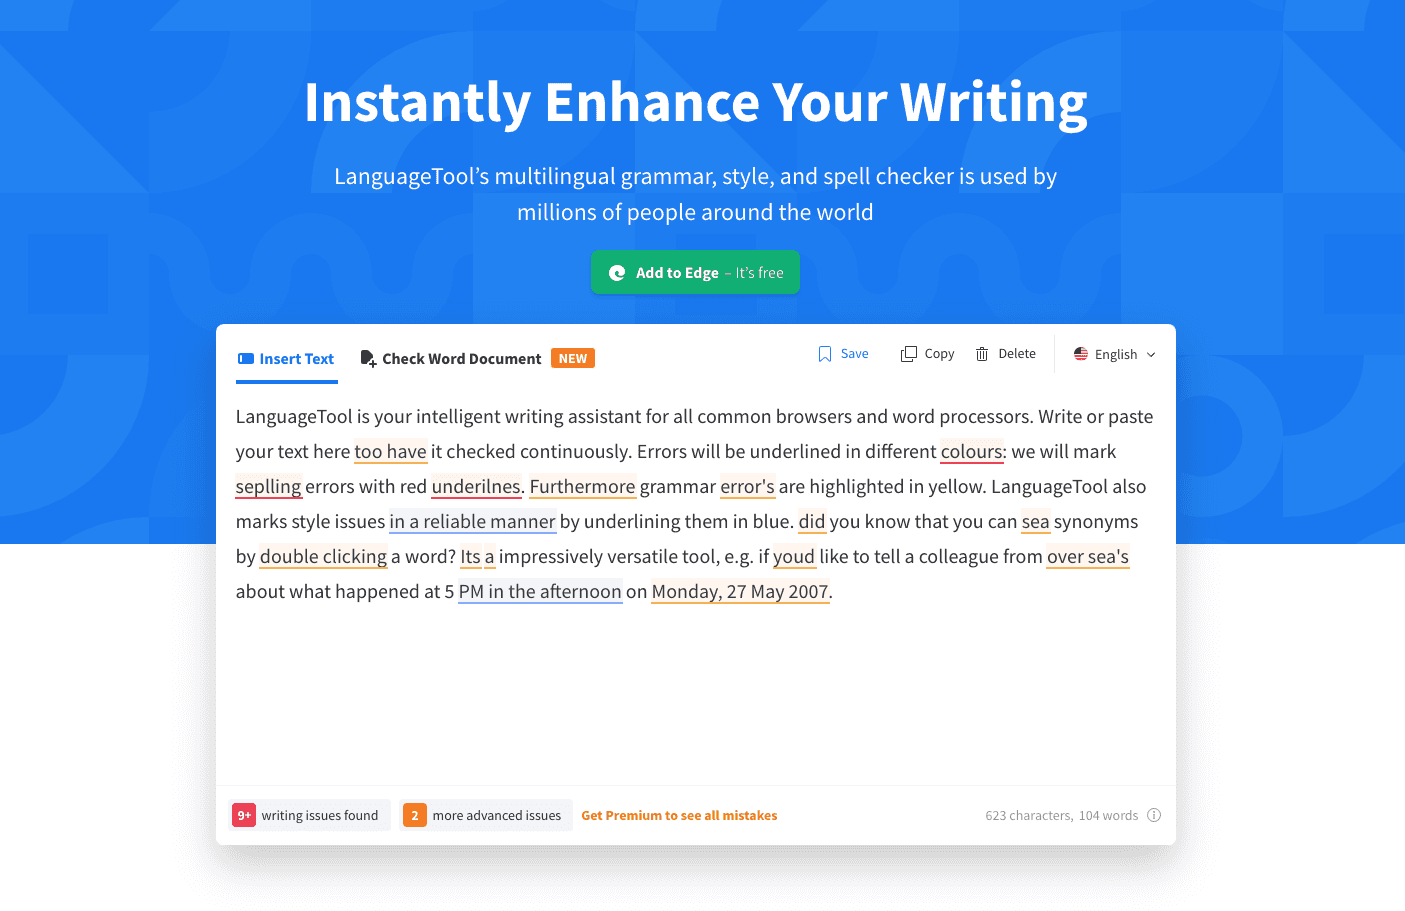 Instantly Enhance Your Writing
LanguageTool’s multilingual grammar, style, and spell checker is used by
millions of people around the world
Add to Edge – It’s free
Insert Text
Check Word Document NEW
Save
Copy
Delete
English
LanguageTool is your intelligent writing assistant for all common browsers and word processors. Write or paste
your text here too have it checked continuously. Errors will be underlined in different colours: we will mark
seplling errors with red underilnes. Furthermore grammar error's are highlighted in yellow. LanguageTool also
marks style issues in a reliable manner by underlining them in blue. did you know that you can sea synonyms
by double clicking a word? Its a impressively versatile tool, e.g. if youd like to tell a colleague from over sea's
about what happened at 5 PM in the afternoon on Monday, 27 May 2007.
9+ writing issues found
2 more advanced issues
Get Premium to see all mistakes
623 characters, 104 words